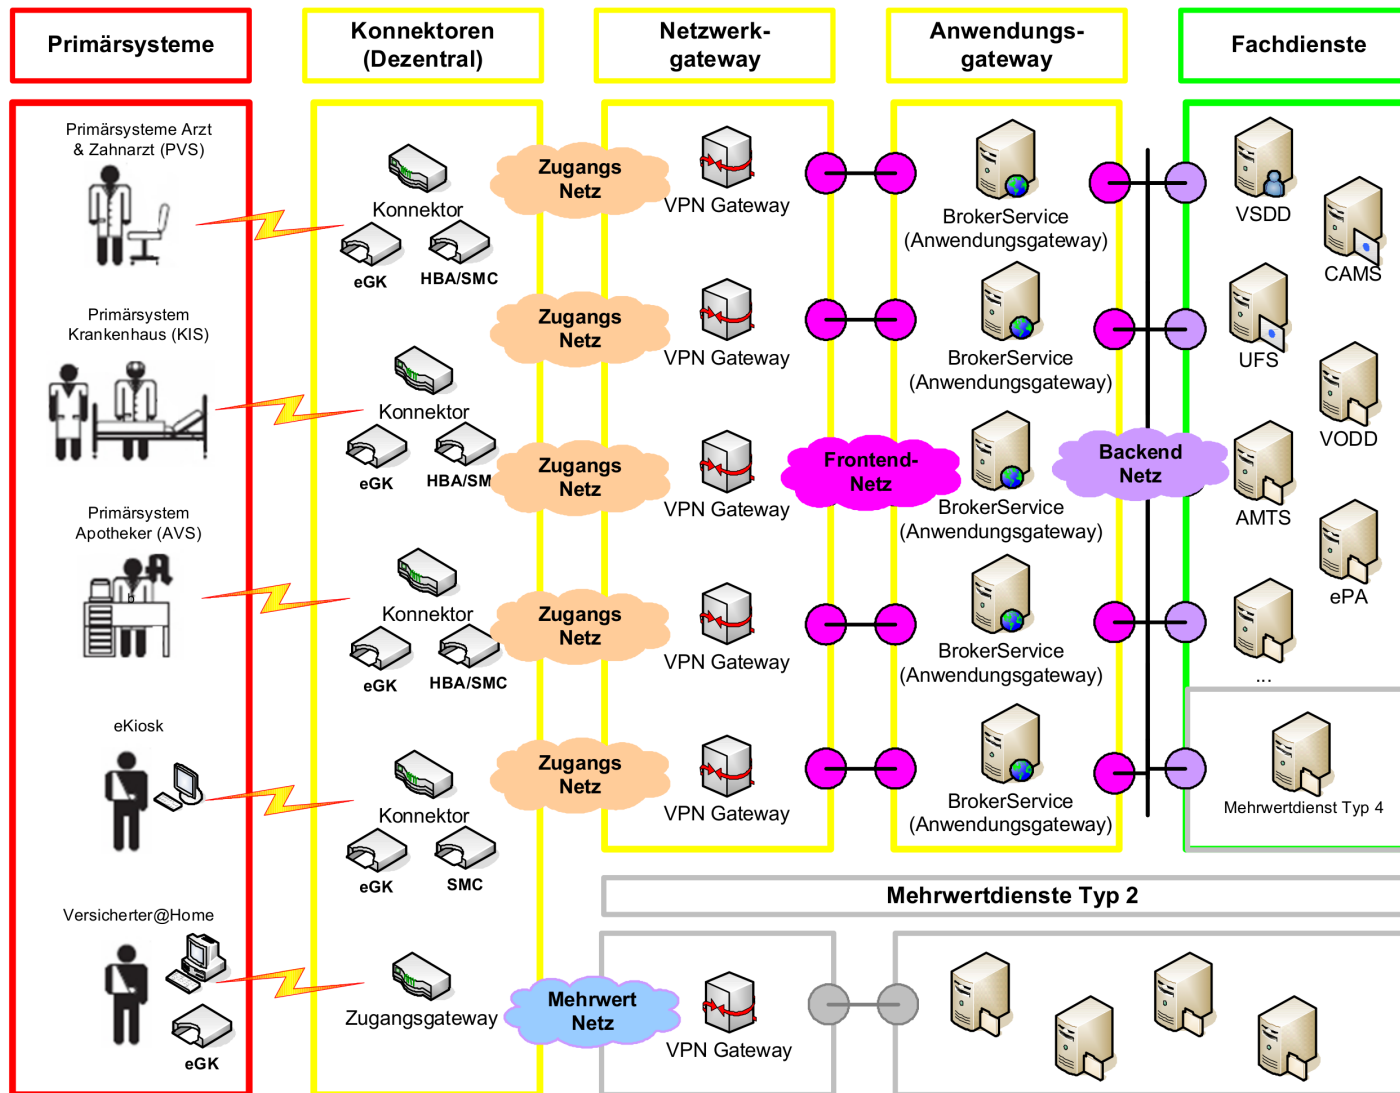 Primärsysteme
Konnektoren
(Dezentral)
Netzwerk-
gateway
Anwendungs-
gateway
Fachdienste
Primärsysteme Arzt
& Zahnarzt (PVS)
Primärsystem
Krankenhaus (KIS)
Primärsystem
Apotheker (AVS)
eKiosk
Versicherter@Home
eGK
Konnektor
eGK
HBA/SMC
Konnektor
eGK
HBA/SM
Konnektor
eGK
HBA/SMC
Konnektor
eGK
SMC
Zugangsgateway
Zugangs
Netz
Zugangs
Netz
Zugangs
Netz
Zugangs
Netz
Zugangs
Netz
Mehrwert
Netz
VPN Gateway
VPN Gateway
VPN Gateway
VPN Gateway
VPN Gateway
VPN Gateway
Frontend-
Netz
BrokerService
(Anwendungsgateway)
BrokerService
(Anwendungsgateway)
BrokerService
(Anwendungsgateway)
BrokerService
(Anwendungsgateway)
BrokerService
(Anwendungsgateway)
Backend
Netz
VSDD
CAMS
UFS
VODD
AMTS
ePA
...
Mehrwertdienst Typ 4
Mehrwertdienste Typ 2